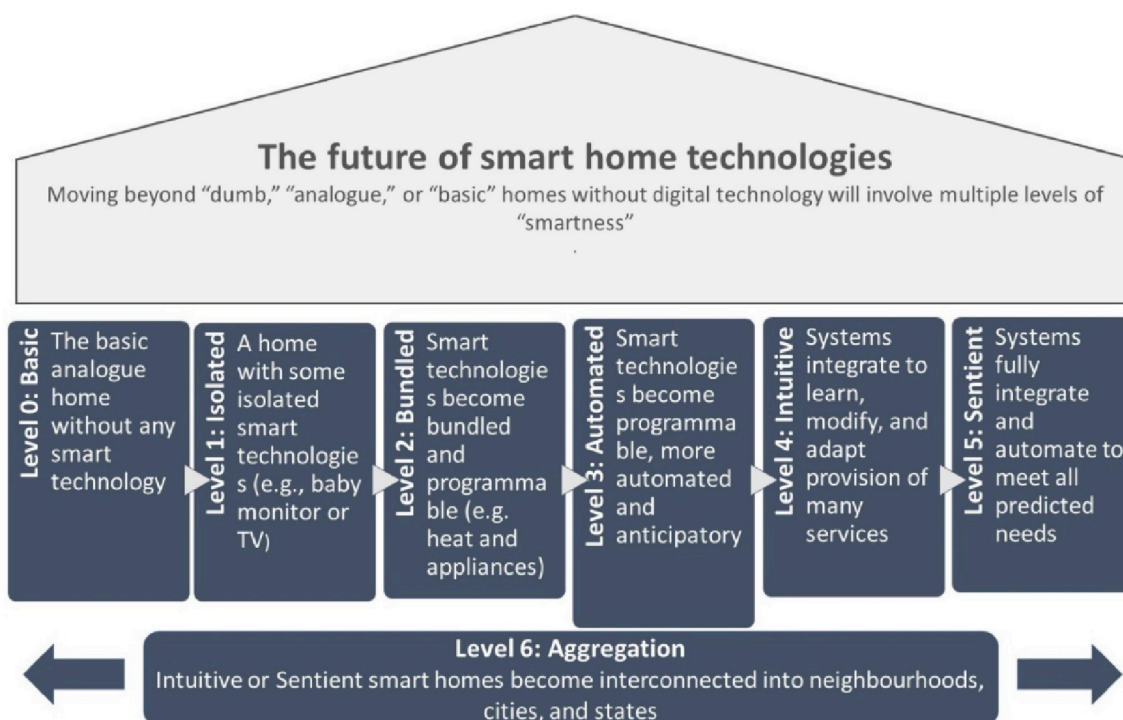 The future of smart home technologies
Moving beyond “dumb,” “analogue,” or “basic” homes without digital technology will involve multiple levels of
“smartness”
.
Level 0: Basic
The basic
analogue
home
without any
smart
technology
Level 1: Isolated
A home
with some
isolated
smart
technologie
s (e.g., baby
monitor or
TV)
Level 2: Bundled
Smart
technologie
s become
bundled
and
programma
ble (e.g.
heat and
appliances)
Level 3: Automated
Smart
technologie
s become
programma
ble, more
automated
and
anticipatory
Level 4: Intuitive
Systems
integrate to
learn,
modify, and
adapt
provision of
many
services
Level 5: Sentient
Systems
fully
integrate
and
automate to
meet all
predicted
needs
Level 6: Aggregation
Intuitive or Sentient smart homes become interconnected into neighbourhoods,
cities, and states